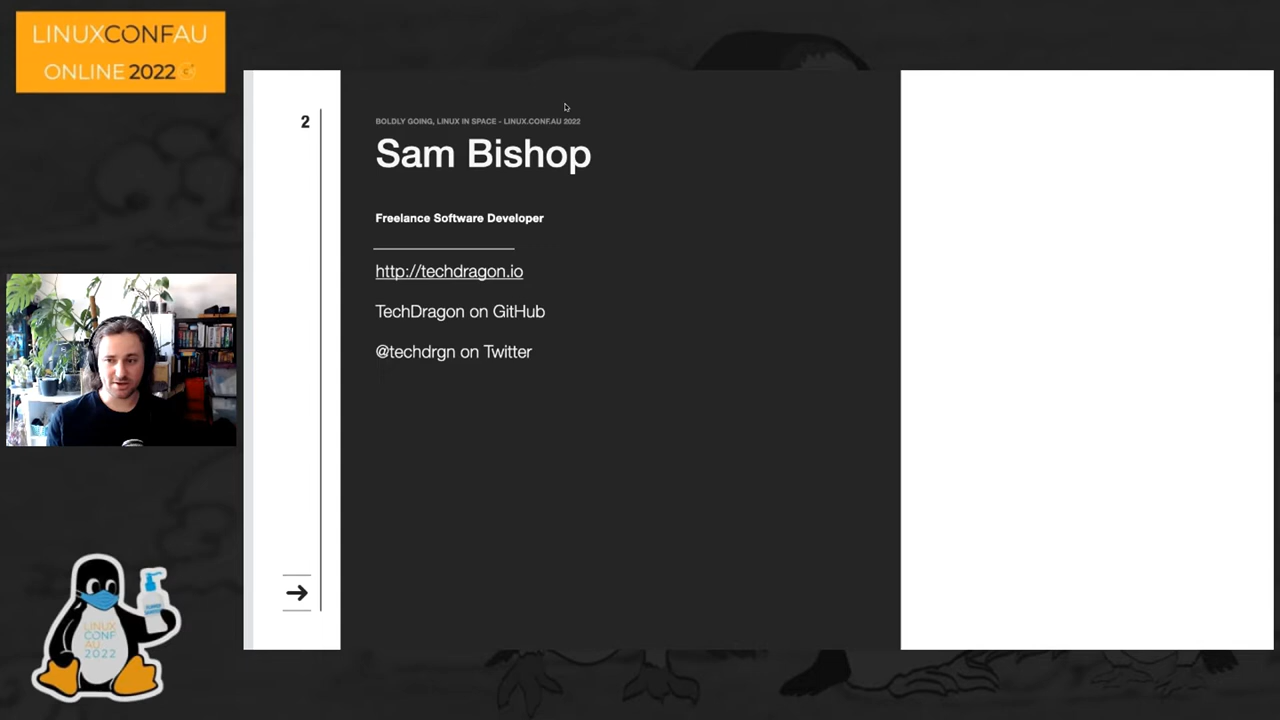 LINUXCONFAU
ONLINE 2022
2
BOLDLY GOING, LINUX IN SPACE - LINUX.CONF.AU 2022
Sam Bishop
Freelance Software Developer
http://techdragon.io
TechDragon on GitHub
@techdrgn on Twitter
LINUX
CONF
AU
2022